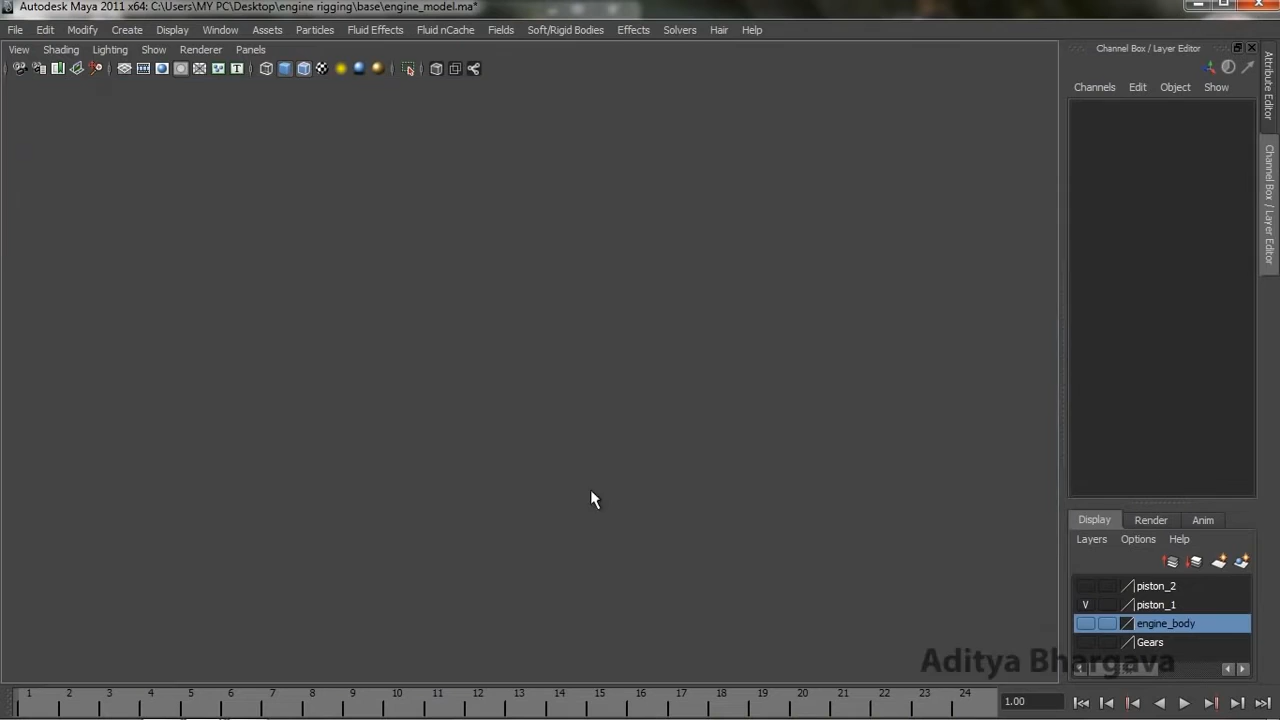 Autodesk Maya 2011 x64: C:\Users\MY PC\Desktop\engine rigging\base\engine_model.ma*
File Edit Modify Create Display Window Assets Particles Fluid Effects Fluid nCache Fields Soft/Rigid Bodies Effects Solvers Hair Help
View Shading Lighting Show Renderer Panels
Channel Box / Layer Editor
Channels Edit Object Show
Attribute Editor
Channel Box / Layer Editor
Display Render Anim
Layers Options Help
piston_2
V piston_1
engine_body
Gears
Aditya Bhargava
1 2 3 4 5 6 7 8 9 10 11 12 13 14 15 16 17 18 19 20 21 22 23 24 1.00